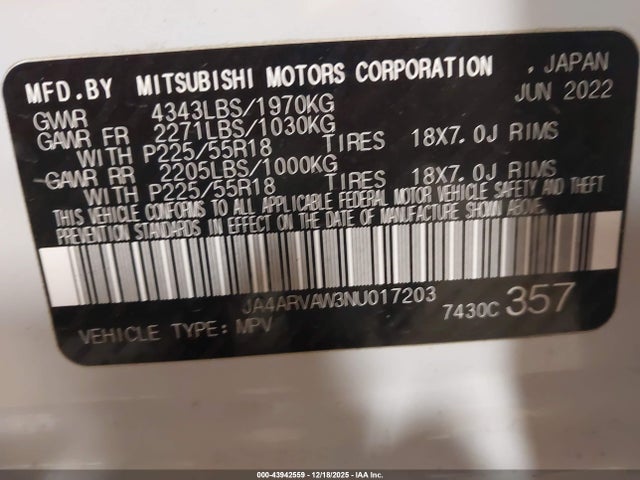 MFD.BY MITSUBISHI MOTORS CORPORATION , JAPAN
GVWR 4343LBS/1970KG JUN 2022
GAWR FR 2271LBS/1030KG
WITH P225/55R18 TIRES 18X7.0J RIMS
GAWR RR 2205LBS/1000KG
WITH P225/55R18 TIRES 18X7.0J RIMS
THIS VEHICLE CONFORMS TO ALL APPLICABLE FEDERAL MOTOR VEHICLE SAFETY AND THEFT
PREVENTION STANDARDS IN EFFECT ON THE DATE OF MANUFACTURE SHOWN ABOVE.
JA4ARVAW3NU017203
VEHICLE TYPE: MPV 7430C 357
000-43942559 | 12/18/2025 | IAA Inc.